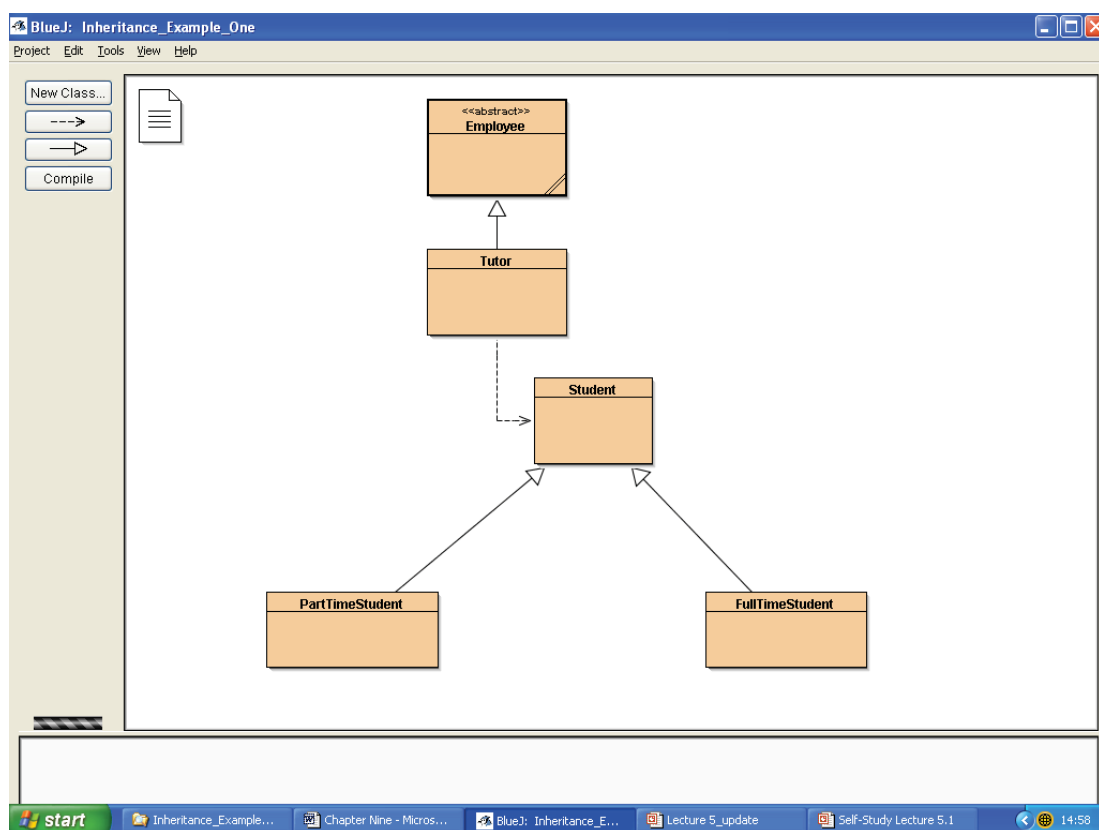 BlueJ: Inheritance_Example_One
Project Edit Tools View Help
New Class...
Compile
<<abstract>>
Employee
Tutor
Student
PartTimeStudent
FullTimeStudent
start
Inheritance_Example...
Chapter Nine - Micros...
BlueJ: Inheritance_E...
Lecture 5_update
Self-Study Lecture 5.1
14:58